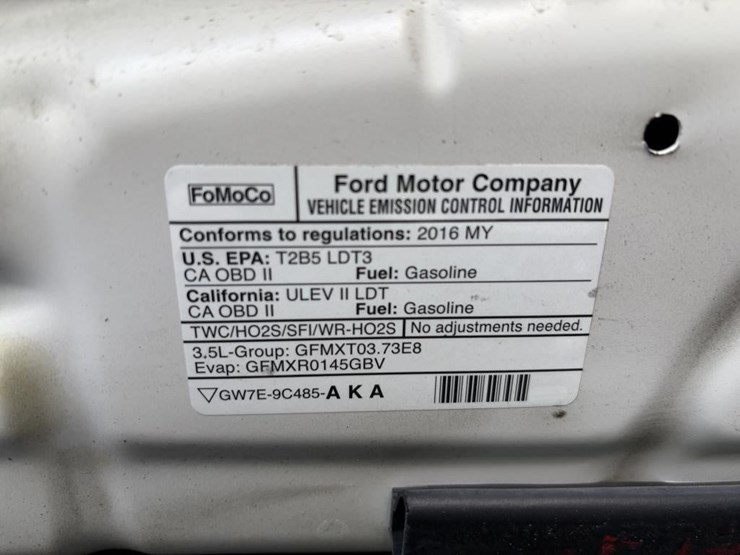 FoMoCo
Ford Motor Company
VEHICLE EMISSION CONTROL INFORMATION
Conforms to regulations: 2016 MY
U.S. EPA: T2B5 LDT3
CA OBD II Fuel: Gasoline
California: ULEV II LDT
CA OBD II Fuel: Gasoline
TWC/HO2S/SFI/WR-HO2S No adjustments needed.
3.5L-Group: GFMXT03.73E8
Evap: GFMXR0145GBV
GW7E-9C485-A K A